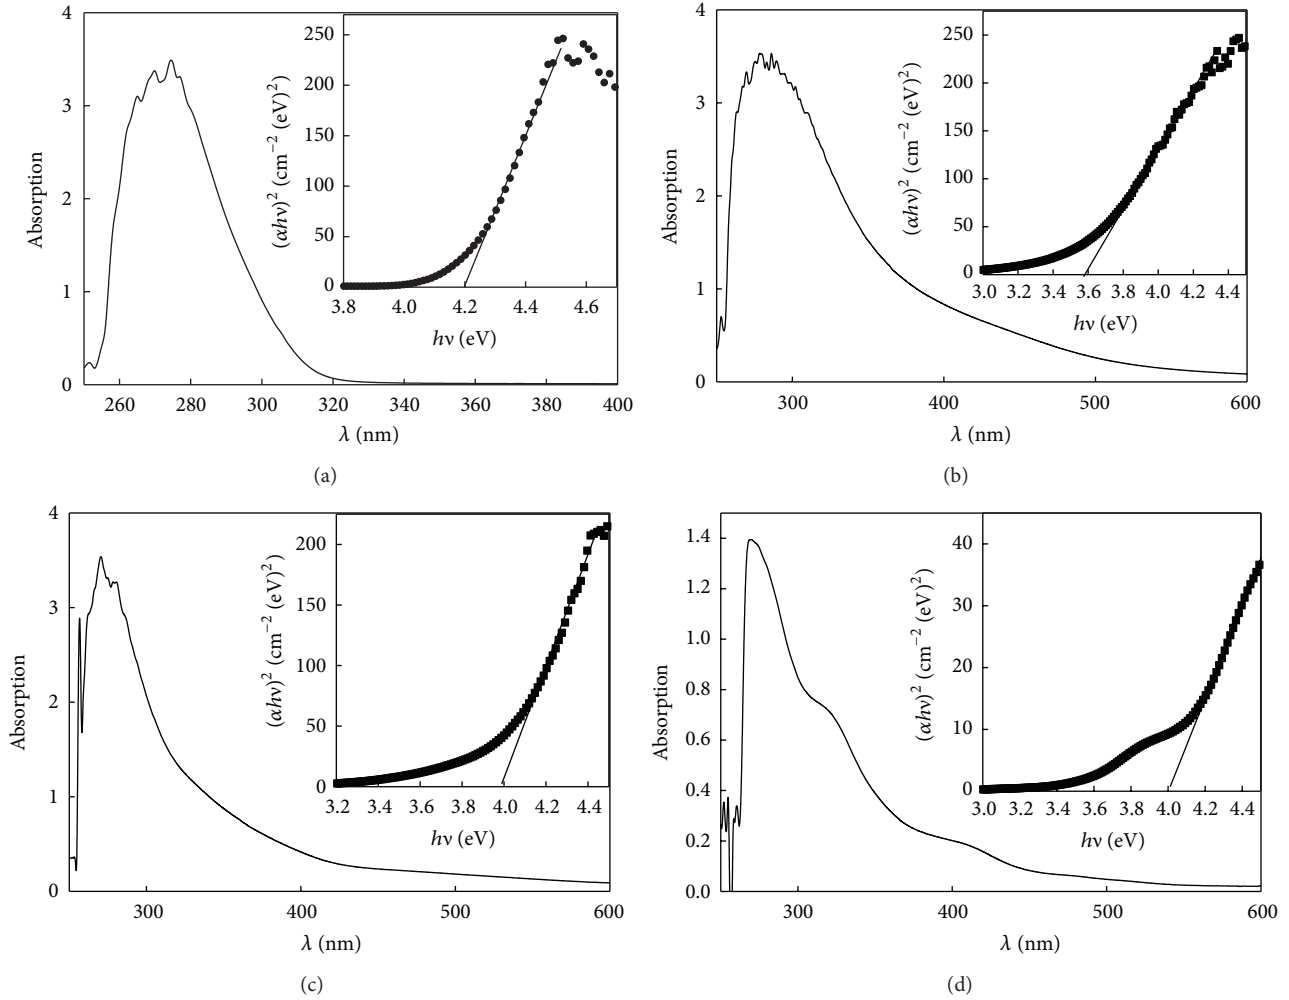 4
3
2
1
0
Absorption
260 280 300 320 340 360 380 400
λ (nm)
250
200
150
100
50
0
(αhν)² (cm⁻² (eV)²)
3.8 4.0 4.2 4.4 4.6
hν (eV)
(a)
4
3
2
1
0
Absorption
300 400 500 600
λ (nm)
250
200
150
100
50
0
(αhν)² (cm⁻² (eV)²)
3.0 3.2 3.4 3.6 3.8 4.0 4.2 4.4
hν (eV)
(b)
4
3
2
1
0
Absorption
300 400 500 600
λ (nm)
200
150
100
50
0
(αhν)² (cm⁻² (eV)²)
3.2 3.4 3.6 3.8 4.0 4.2 4.4
hν (eV)
(c)
1.4
1.2
1.0
0.8
0.6
0.4
0.2
0.0
Absorption
300 400 500 600
λ (nm)
40
30
20
10
0
(αhν)² (cm⁻² (eV)²)
3.0 3.2 3.4 3.6 3.8 4.0 4.2 4.4
hν (eV)
(d)